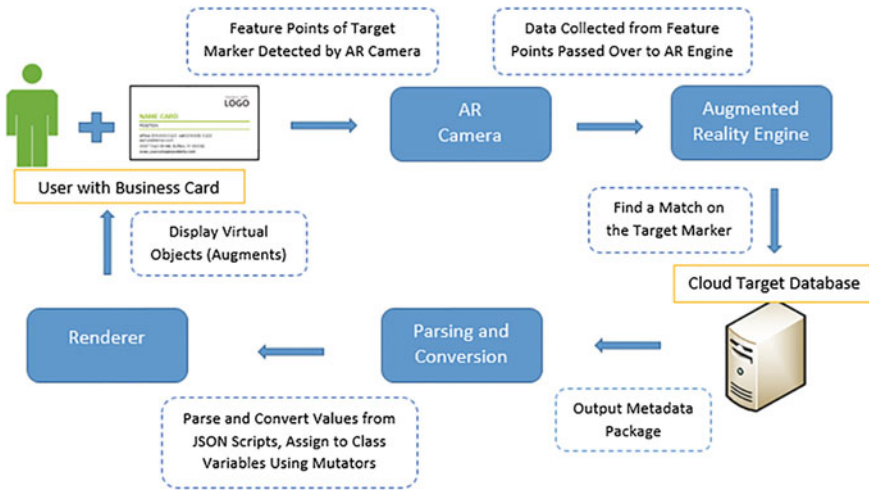 Feature Points of Target
Marker Detected by AR Camera
Data Collected from Feature
Points Passed Over to AR Engine
LOGO
NAME CARD
AR
Camera
Augmented
Reality Engine
User with Business Card
Find a Match on
the Target Marker
Display Virtual
Objects (Augments)
Cloud Target Database
Renderer
Parsing and
Conversion
Parse and Convert Values from
JSON Scripts, Assign to Class
Variables Using Mutators
Output Metadata
Package